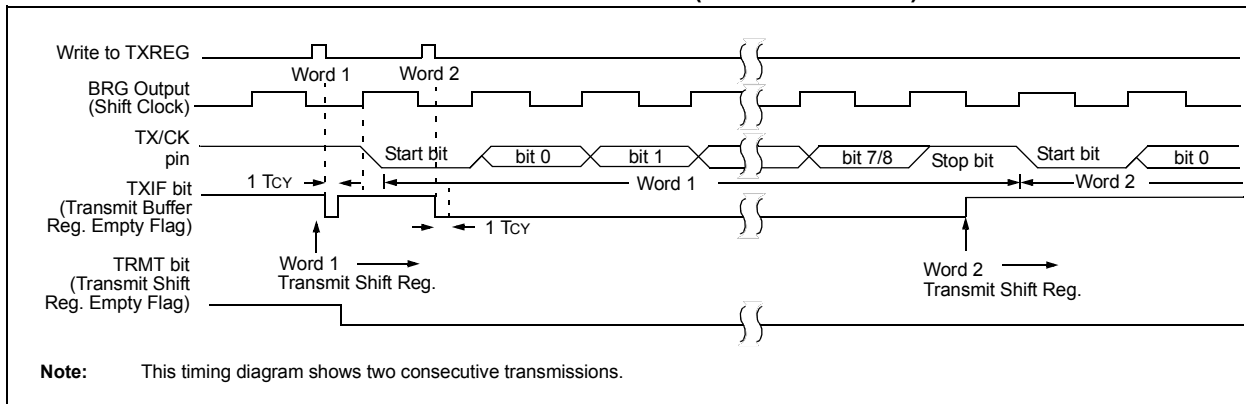 Write to TXREG
Word 1
Word 2
BRG Output
(Shift Clock)
TX/CK
pin
Start bit
bit 0
bit 1
bit 7/8
Stop bit
Start bit
bit 0
1 TCY
Word 1
Word 2
TXIF bit
(Transmit Buffer
Reg. Empty Flag)
1 TCY
Word 1
Transmit Shift Reg.
Word 2
Transmit Shift Reg.
TRMT bit
(Transmit Shift
Reg. Empty Flag)
Note: This timing diagram shows two consecutive transmissions.